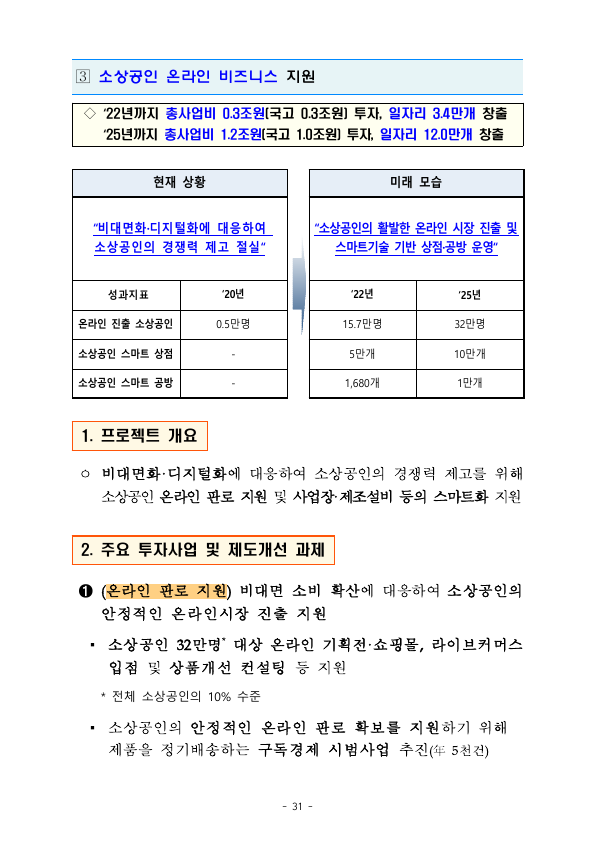 3 소상공인 온라인 비즈니스 지원
◇ ‘22년까지 총사업비 0.3조원(국고 0.3조원) 투자, 일자리 3.4만개 창출
‘25년까지 총사업비 1.2조원(국고 1.0조원) 투자, 일자리 12.0만개 창출
현재 상황
미래 모습
“비대면화·디지털화에 대응하여
소상공인의 경쟁력 제고 절실”
“소상공인의 활발한 온라인 시장 진출 및
스마트기술 기반 상점·공방 운영”
성과지표 ‘20년 ‘22년 ‘25년
온라인 진출 소상공인 0.5만명 15.7만명 32만명
소상공인 스마트 상점 - 5만개 10만개
소상공인 스마트 공방 - 1,680개 1만개
1. 프로젝트 개요
ㅇ 비대면화·디지털화에 대응하여 소상공인의 경쟁력 제고를 위해
소상공인 온라인 판로 지원 및 사업장·제조설비 등의 스마트화 지원
2. 주요 투자사업 및 제도개선 과제
❶ (온라인 판로 지원) 비대면 소비 확산에 대응하여 소상공인의
안정적인 온라인시장 진출 지원
▪ 소상공인 32만명* 대상 온라인 기획전·쇼핑몰, 라이브커머스
입점 및 상품개선 컨설팅 등 지원
* 전체 소상공인의 10% 수준
▪ 소상공인의 안정적인 온라인 판로 확보를 지원하기 위해
제품을 정기배송하는 구독경제 시범사업 추진(年 5천건)
- 31 -